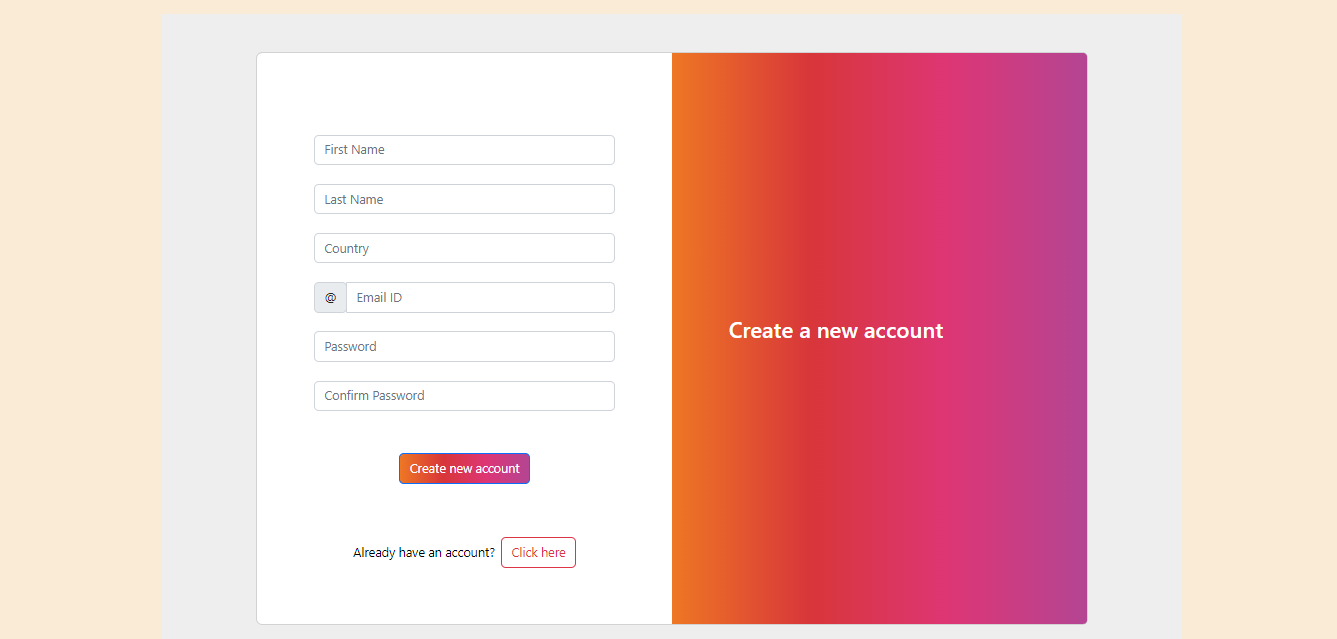 First Name
Last Name
Country
@ Email ID
Password
Confirm Password
Create new account
Already have an account? Click here
Create a new account